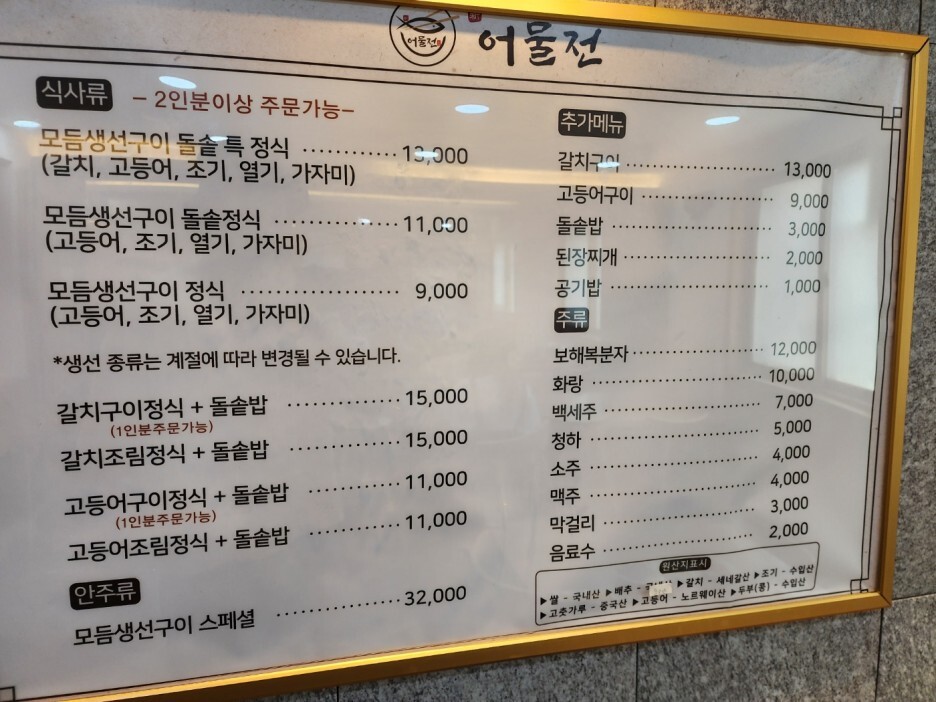 어물전
어물전
식사류 - 2인분이상 주문가능-
모듬생선구이 돌솥 특 정식 ············ 13,000
(갈치, 고등어, 조기, 열기, 가자미)
모듬생선구이 돌솥정식 ················ 11,000
(고등어, 조기, 열기, 가자미)
모듬생선구이 정식 ···················· 9,000
(고등어, 조기, 열기, 가자미)
*생선 종류는 계절에 따라 변경될 수 있습니다.
갈치구이정식 + 돌솥밥 ·············· 15,000
(1인분주문가능)
갈치조림정식 + 돌솥밥 ·············· 15,000
고등어구이정식 + 돌솥밥 ············ 11,000
(1인분주문가능)
고등어조림정식 + 돌솥밥 ············ 11,000
안주류
모듬생선구이 스페셜 ················ 32,000
추가메뉴
갈치구이 ······················ 13,000
고등어구이 ···················· 9,000
돌솥밥 ························ 3,000
된장찌개 ······················ 2,000
공기밥 ························ 1,000
주류
보해복분자 ···················· 12,000
화랑 ·························· 10,000
백세주 ························ 7,000
청하 ·························· 5,000
소주 ·························· 4,000
맥주 ·························· 4,000
막걸리 ························ 3,000
음료수 ························ 2,000
원산지표시
▶쌀 - 국내산 ▶배추 - ▶갈치 - 세네갈산 ▶조기 - 수입산
▶고춧가루 - 중국산 ▶고등어 - 노르웨이산 ▶두부(콩) - 수입산